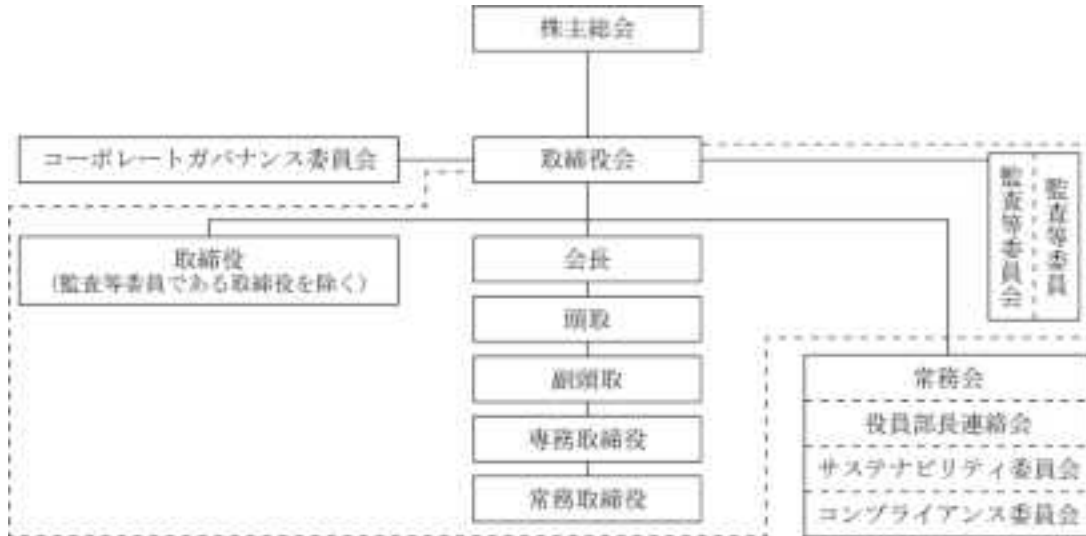 株主総会
コーポレートガバナンス委員会
取締役会
監査等委員会
監査等委員
取締役
(監査等委員である取締役を除く)
会長
頭取
副頭取
専務取締役
常務取締役
常務会
役員部長連絡会
サステナビリティ委員会
コンプライアンス委員会